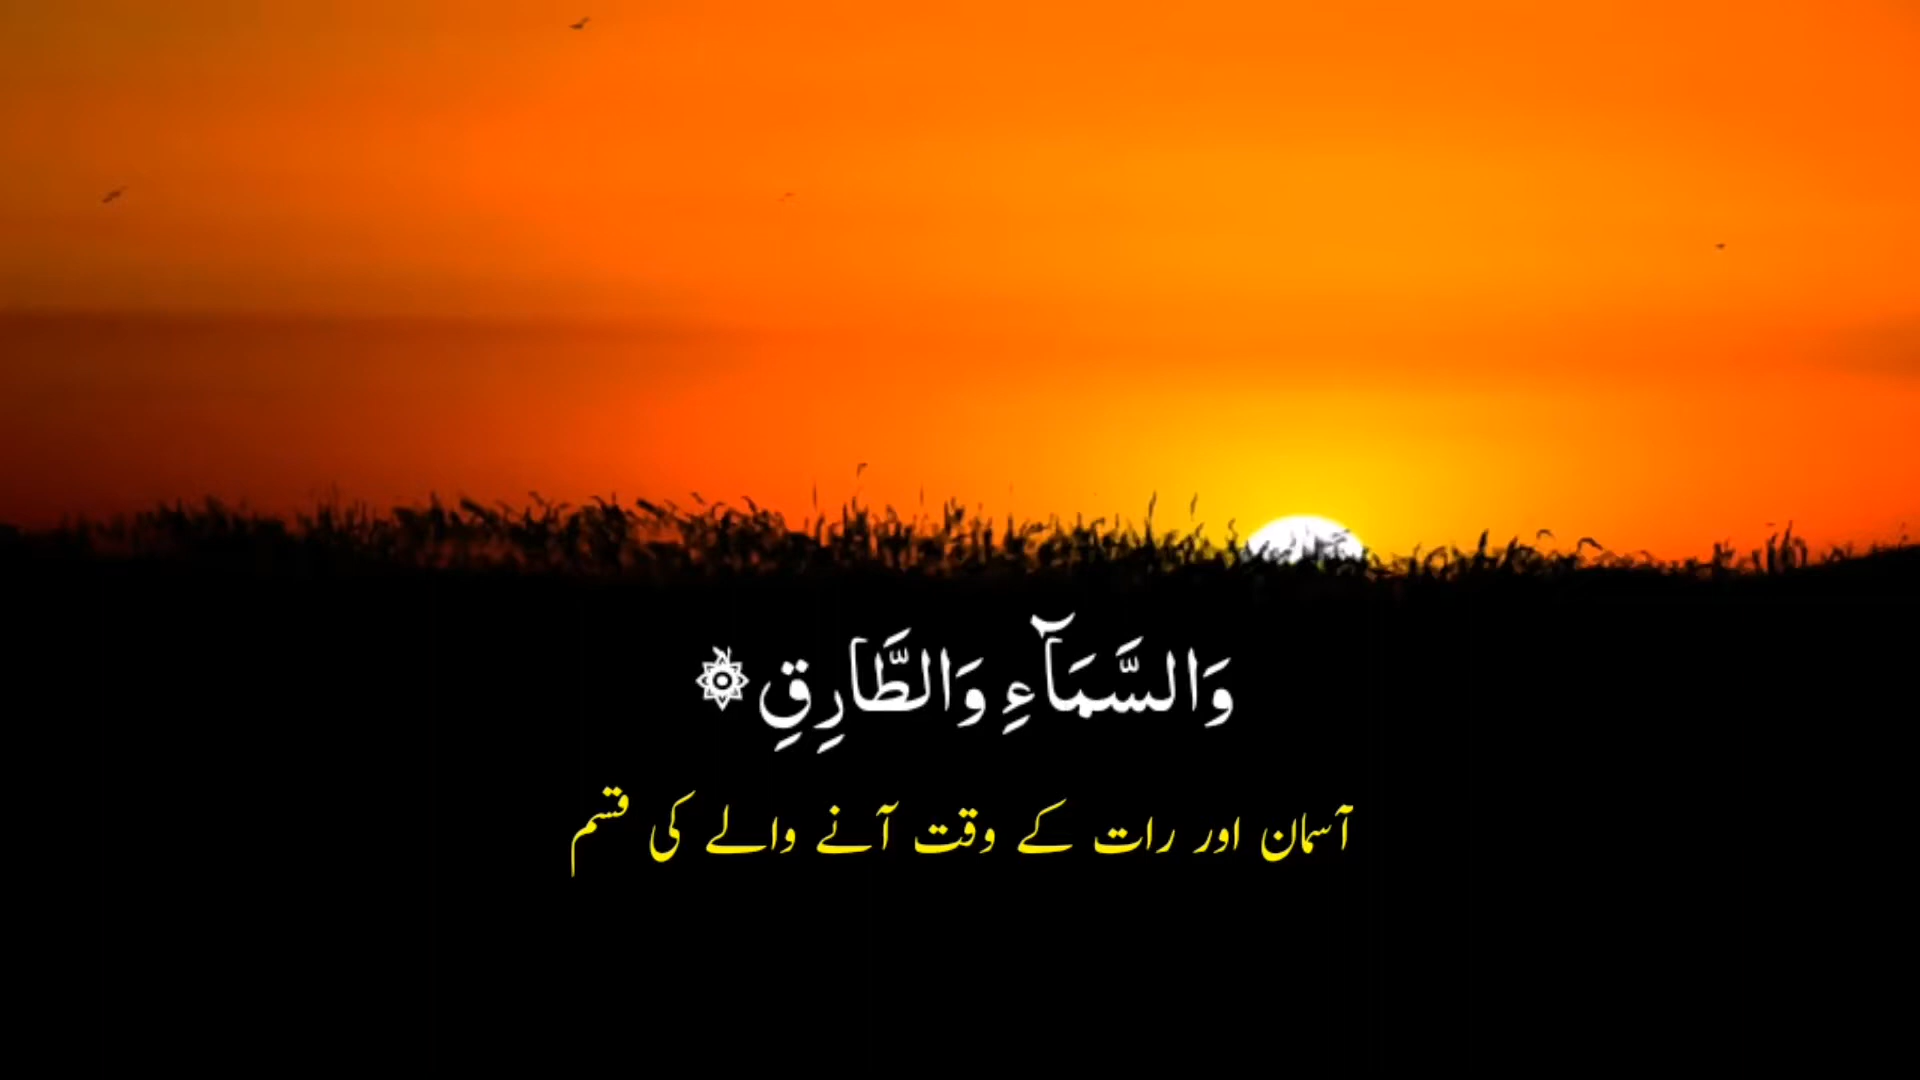 وَالسَّمَآءِ وَالطَّارِقِ ۙ۞
آسمان اور رات کے وقت آنے والے کی قسم